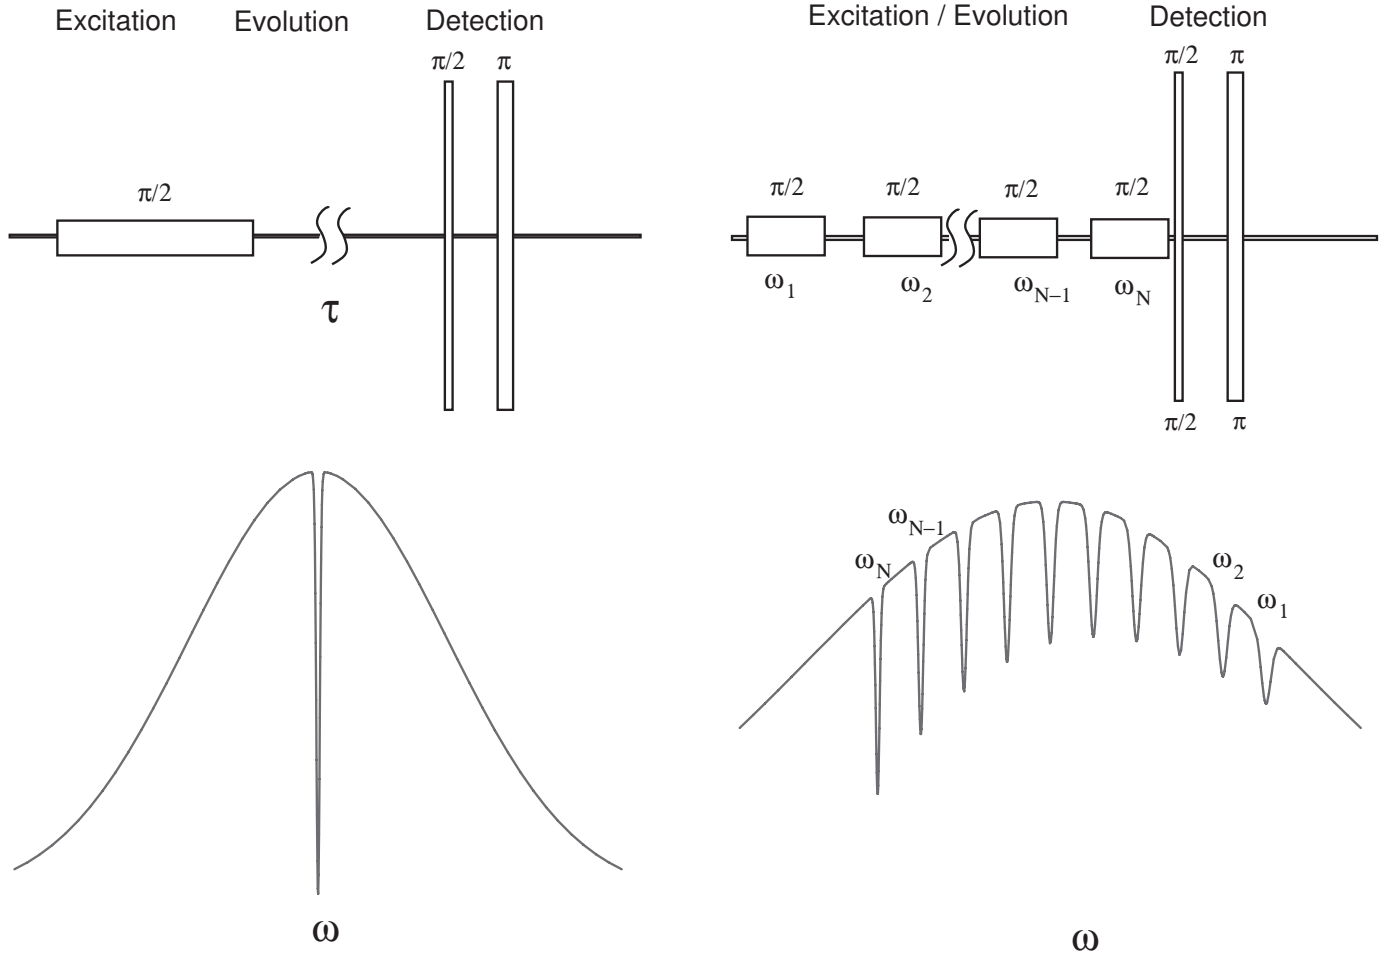 Excitation Evolution Detection
π/2 π
π/2
τ
ω
Excitation / Evolution Detection
π/2 π
π/2 π/2 π/2 π/2
ω1 ω2 ωN−1 ωN
π/2 π
ωN−1
ωN
ω2
ω1
ω